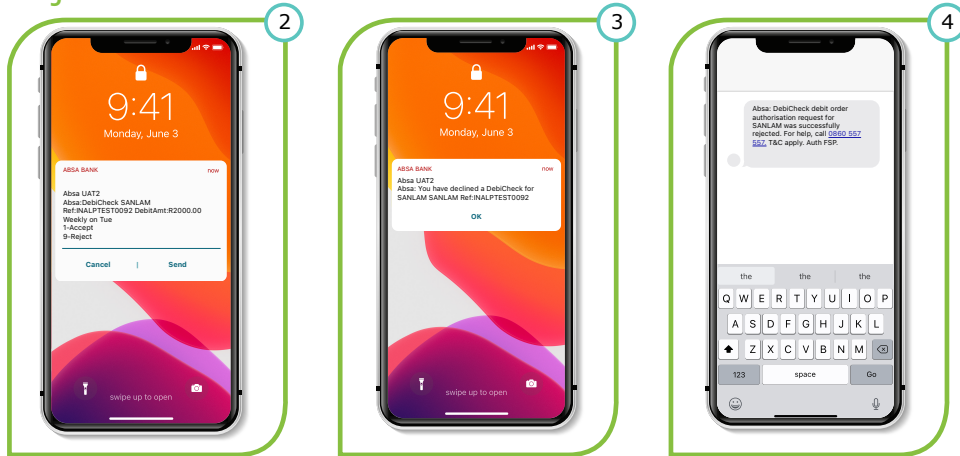 2
9:41
Monday, June 3
ABSA BANK now
Absa UAT2
Absa:DebiCheck SANLAM
Ref:INALPTEST0092 DebitAmt:R2000.00
Weekly on Tue
1-Accept
9-Reject
Cancel | Send
swipe up to open
3
9:41
Monday, June 3
ABSA BANK now
Absa UAT2
Absa: You have declined a DebiCheck for
SANLAM SANLAM Ref:INALPTEST0092
OK
swipe up to open
4
Absa: DebiCheck debit order
authorisation request for
SANLAM was successfully
rejected. For help, call 0860 557
557. T&C apply. Auth FSP.
the the the
Q W E R T Y U I O P
A S D F G H J K L
Z X C V B N M
123 space Go